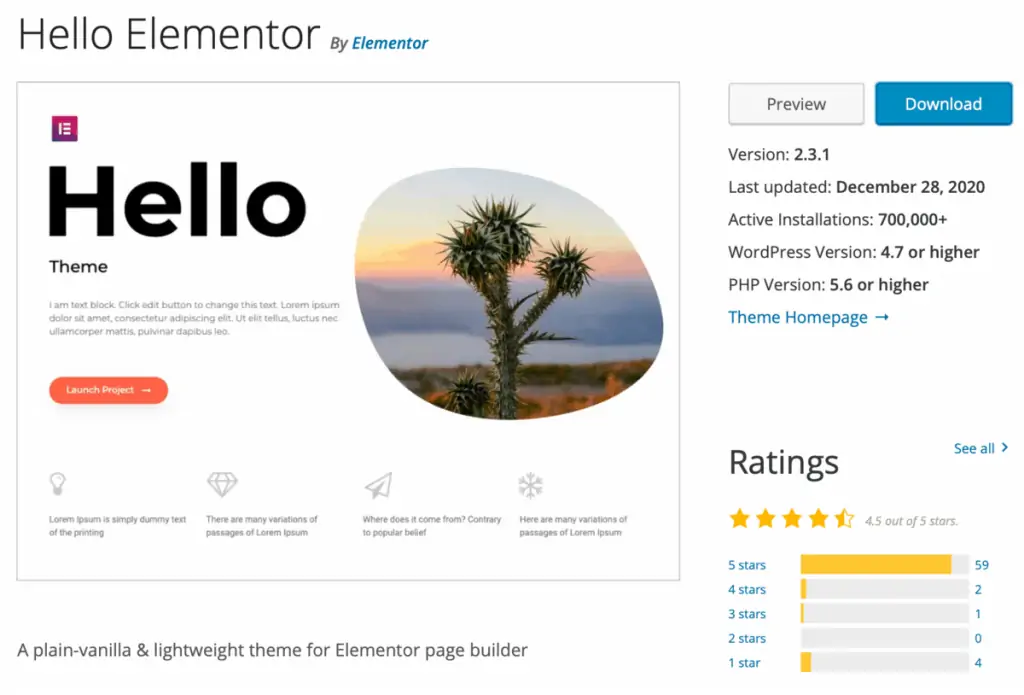 Hello Elementor By Elementor
Hello
Theme
I am text block. Click edit button to change this text. Lorem ipsum
dolor sit amet, consectetur adipiscing elit. Ut elit tellus, luctus nec
ullamcorper mattis, pulvinar dapibus leo.
Launch Project →
Lorem Ipsum is simply dummy text
of the printing
There are many variations of
passages of Lorem Ipsum
Where does it come from? Contrary
to popular belief
Here are many variations of
passages of Lorem Ipsum
A plain-vanilla & lightweight theme for Elementor page builder
Preview
Download
Version: 2.3.1
Last updated: December 28, 2020
Active Installations: 700,000+
WordPress Version: 4.7 or higher
PHP Version: 5.6 or higher
Theme Homepage →
Ratings
See all >
4.5 out of 5 stars.
5 stars 59
4 stars 2
3 stars 1
2 stars 0
1 star 4